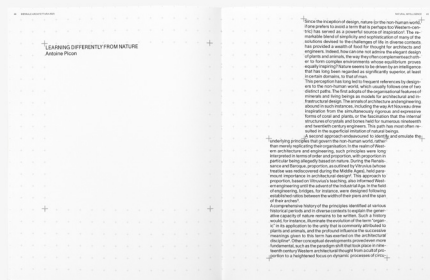 LEARNING DIFFERENTLY FROM NATURE
Antoine Picon
Since the inception of design, nature (or the non-human world,
if one prefers to avoid a term that is perhaps too Western-cen-
tric) has served as a powerful source of inspiration¹. The re-
markable blend of simplicity and sophistication of many of the
solutions devised to the challenges of life in diverse contexts
has provided a wealth of food for thought for architects and
engineers. Indeed, how can one not admire the elegant design
of plants and animals, the way they often complement each oth-
er to form complex environments whose equilibrium proves
equally inspiring? Nature seems to be driven by an intelligence
that has long been regarded as significantly superior, at least
in certain domains, to that of man.
This perception has long led to frequent references by design-
ers to the non-human world, which usually follows one of two
distinct paths. The first adopts of the organisational features of
minerals and living beings as models for architectural and in-
frastructural design. The annals of architecture and engineering
abound in such instances, including the way Art Nouveau drew
inspiration from the simultaneously rigorous and expressive
forms of coral and plants, or the fascination that the internal
structures of crystals and bones held for numerous nineteenth
and twentieth century engineers. This path has most often re-
sulted in the superficial imitation of natural beings.
A second approach endeavoured to identify and emulate the
underlying principles that govern the non-human world, rather
than merely replicating their organisation. In the realm of West-
ern architecture and engineering, such principles were long
interpreted in terms of order and proportion, with proportion in
particular being allegedly based on nature. During the Renais-
sance and Baroque, proportion, as outlined by Vitruvius (whose
treatise was rediscovered during the Middle Ages), held para-
mount importance in architectural design². This approach to
proportion, based on Vitruvius's teaching, also informed West-
ern engineering until the advent of the Industrial Age. In the field
of engineering, bridges, for instance, were designed following
established ratios between the width of their piers and the span
of their arches³.
A comprehensive history of the principles identified at various
historical periods and in diverse contexts to explain the gener-
ative capacity of nature remains to be written. Such a history
would, for instance, illuminate the evolution of the term "organ-
ic" in its application to the unity that is commonly attributed to
plants and animals, and the profound influence the successive
meanings given to this term has exerted on the architectural
discipline⁴. Other conceptual developments proved even more
fundamental, such as the paradigm shift that took place in nine-
teenth century Western architectural thought from a cult of pro-
portion to a heightened focus on dynamic processes of circu-